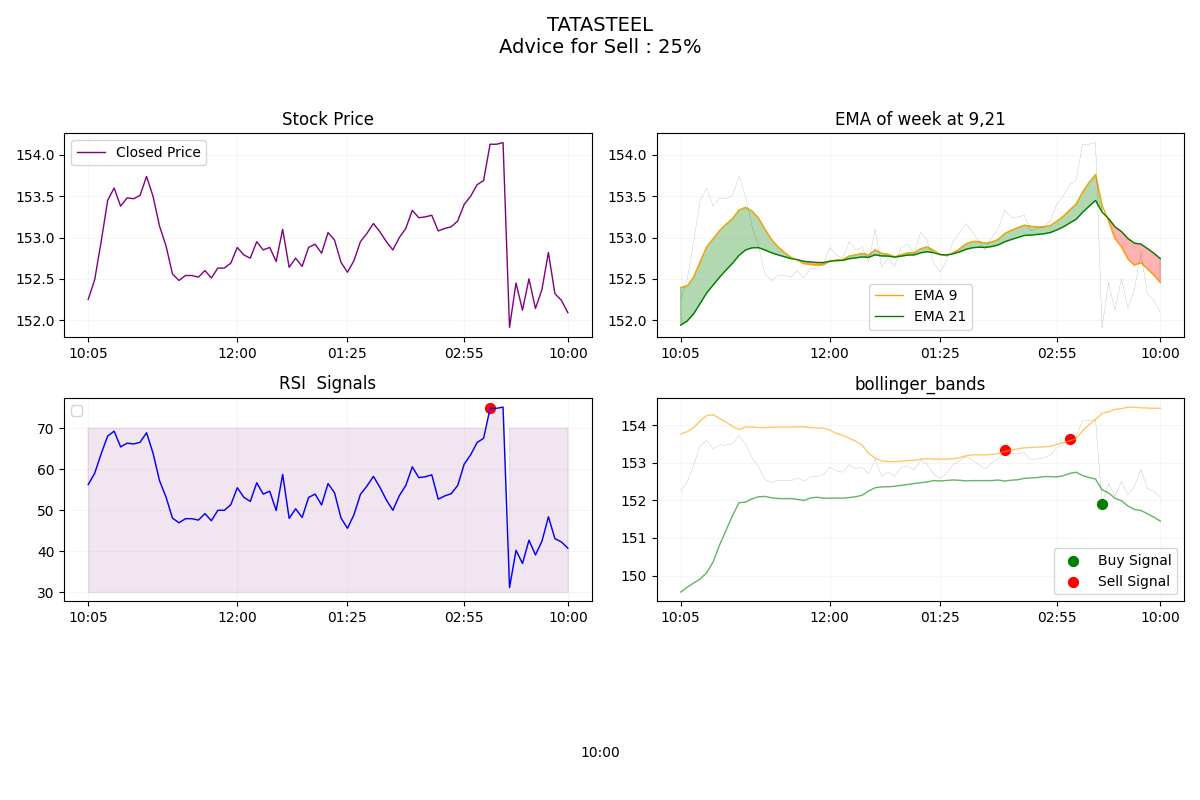 TATASTEEL
Advice for Sell : 25%
Stock Price
Closed Price
154.0
153.5
153.0
152.5
152.0
10:05 12:00 01:25 02:55 10:00
EMA of week at 9,21
154.0
153.5
153.0
152.5
152.0
EMA 9
EMA 21
10:05 12:00 01:25 02:55 10:00
RSI  Signals
70
60
50
40
30
10:05 12:00 01:25 02:55 10:00
bollinger_bands
154
153
152
151
150
Buy Signal
Sell Signal
10:05 12:00 01:25 02:55 10:00
10:00